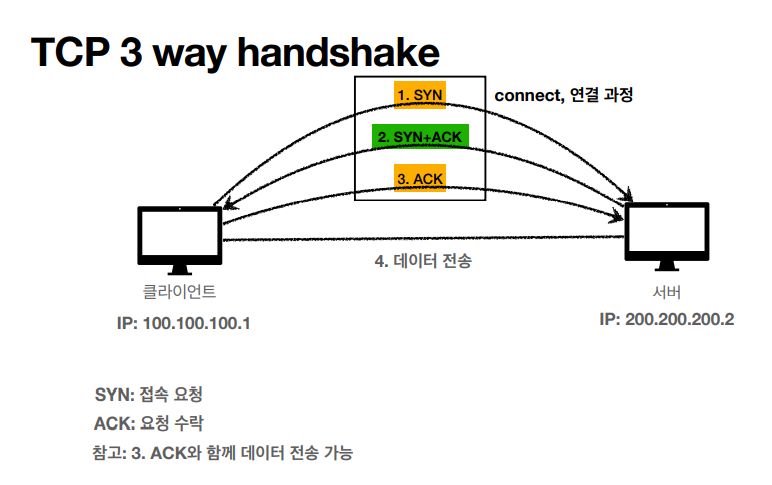 TCP 3 way handshake
1. SYN
connect, 연결 과정
2. SYN+ACK
3. ACK
4. 데이터 전송
클라이언트
서버
IP: 100.100.100.1
IP: 200.200.200.2
SYN: 접속 요청
ACK: 요청 수락
참고: 3. ACK와 함께 데이터 전송 가능